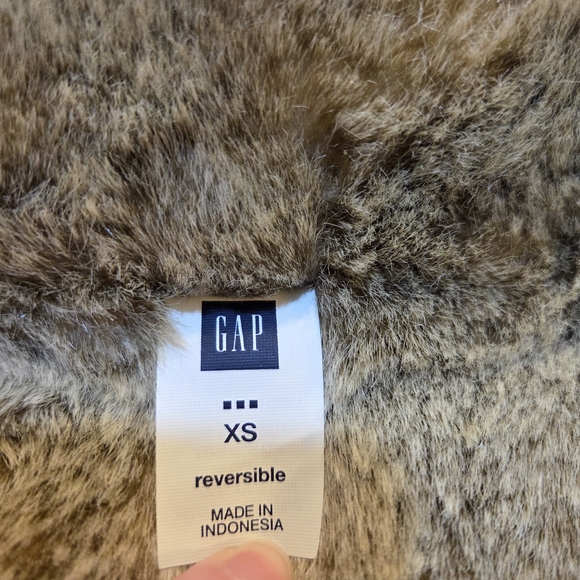 GAP
XS
reversible
MADE IN
INDONESIA